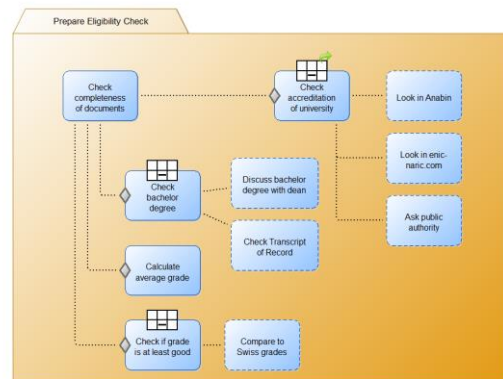 Prepare Eligibility Check
Check
completeness
of documents
Check
accreditation
of university
Look in Anabin
Look in enic-
naric.com
Ask public
authority
Check
bachelor
degree
Discuss bachelor
degree with dean
Check Transcript
of Record
Calculate
average grade
Check if grade
is at least good
Compare to
Swiss grades